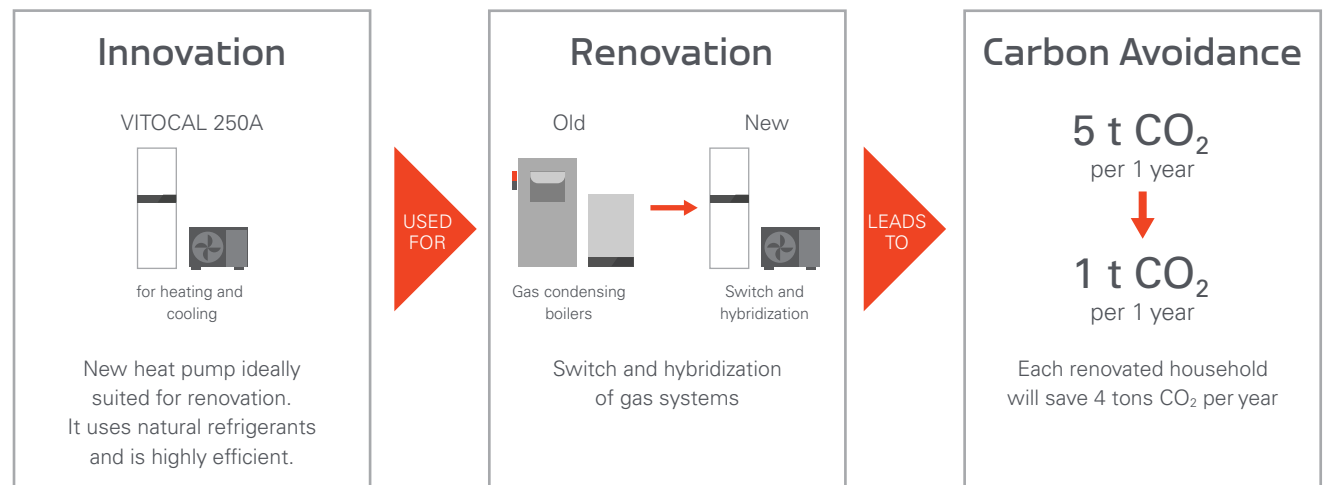 Innovation
VITOCAL 250A
for heating and
cooling
New heat pump ideally
suited for renovation.
It uses natural refrigerants
and is highly efficient.
USED
FOR
Renovation
Old
New
Gas condensing
boilers
Switch and
hybridization
Switch and hybridization
of gas systems
LEADS
TO
Carbon Avoidance
5 t CO₂
per 1 year
1 t CO₂
per 1 year
Each renovated household
will save 4 tons CO₂ per year